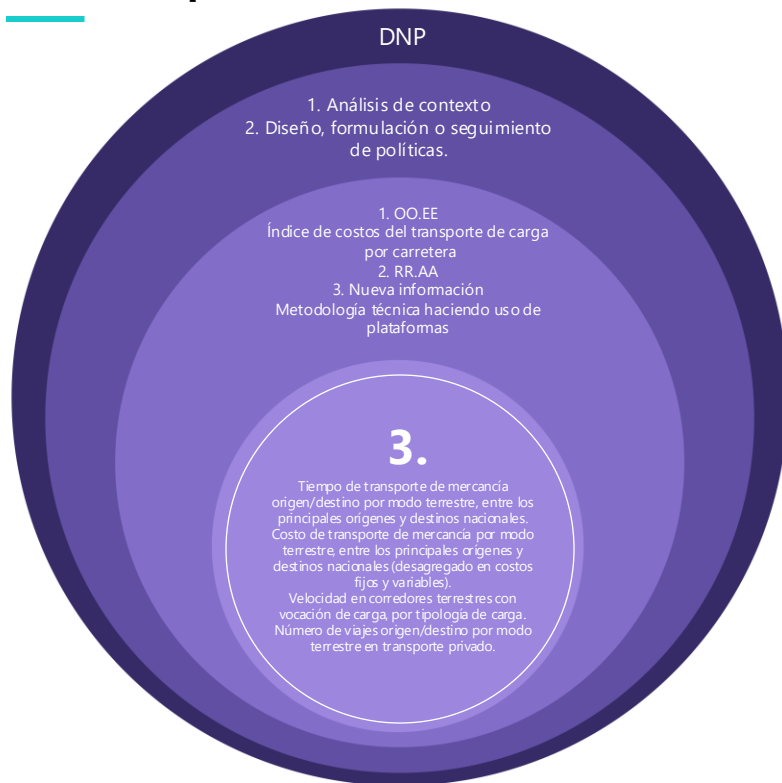 DNP
1. Análisis de contexto
2. Diseño, formulación o seguimiento
de políticas.
1. OO.EE
Índice de costos del transporte de carga
por carretera
2. RR.AA
3. Nueva información
Metodología técnica haciendo uso de
plataformas
3.
Tiempo de transporte de mercancía
origen/destino por modo terrestre, entre los
principales orígenes y destinos nacionales.
Costo de transporte de mercancía por modo
terrestre, entre los principales orígenes y
destinos nacionales (desagregado en costos
fijos y variables).
Velocidad en corredores terrestres con
vocación de carga, por tipología de carga.
Número de viajes origen/destino por modo
terrestre en transporte privado.